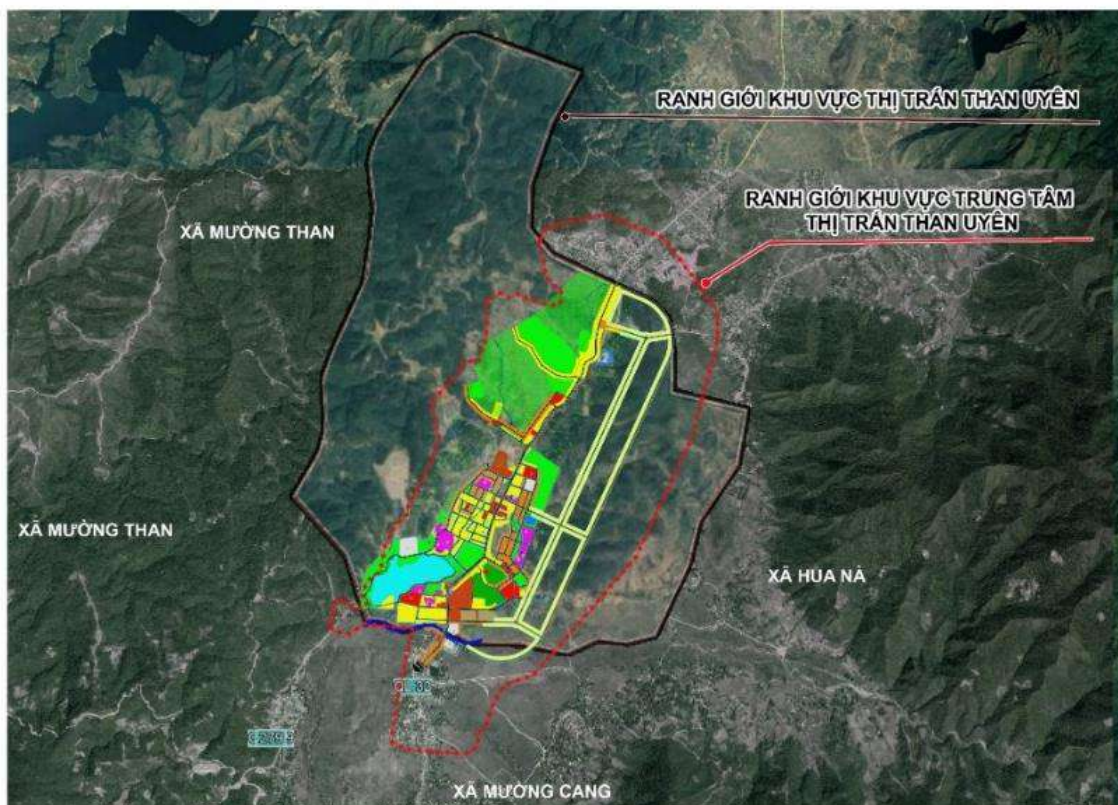 RANH GIỚI KHU VỰC THỊ TRẤN THAN UYÊN
RANH GIỚI KHU VỰC TRUNG TÂM
THỊ TRẤN THAN UYÊN
XÃ MƯỜNG THAN
XÃ MƯỜNG THAN
XÃ HUA NÀ
XÃ MƯỜNG CANG